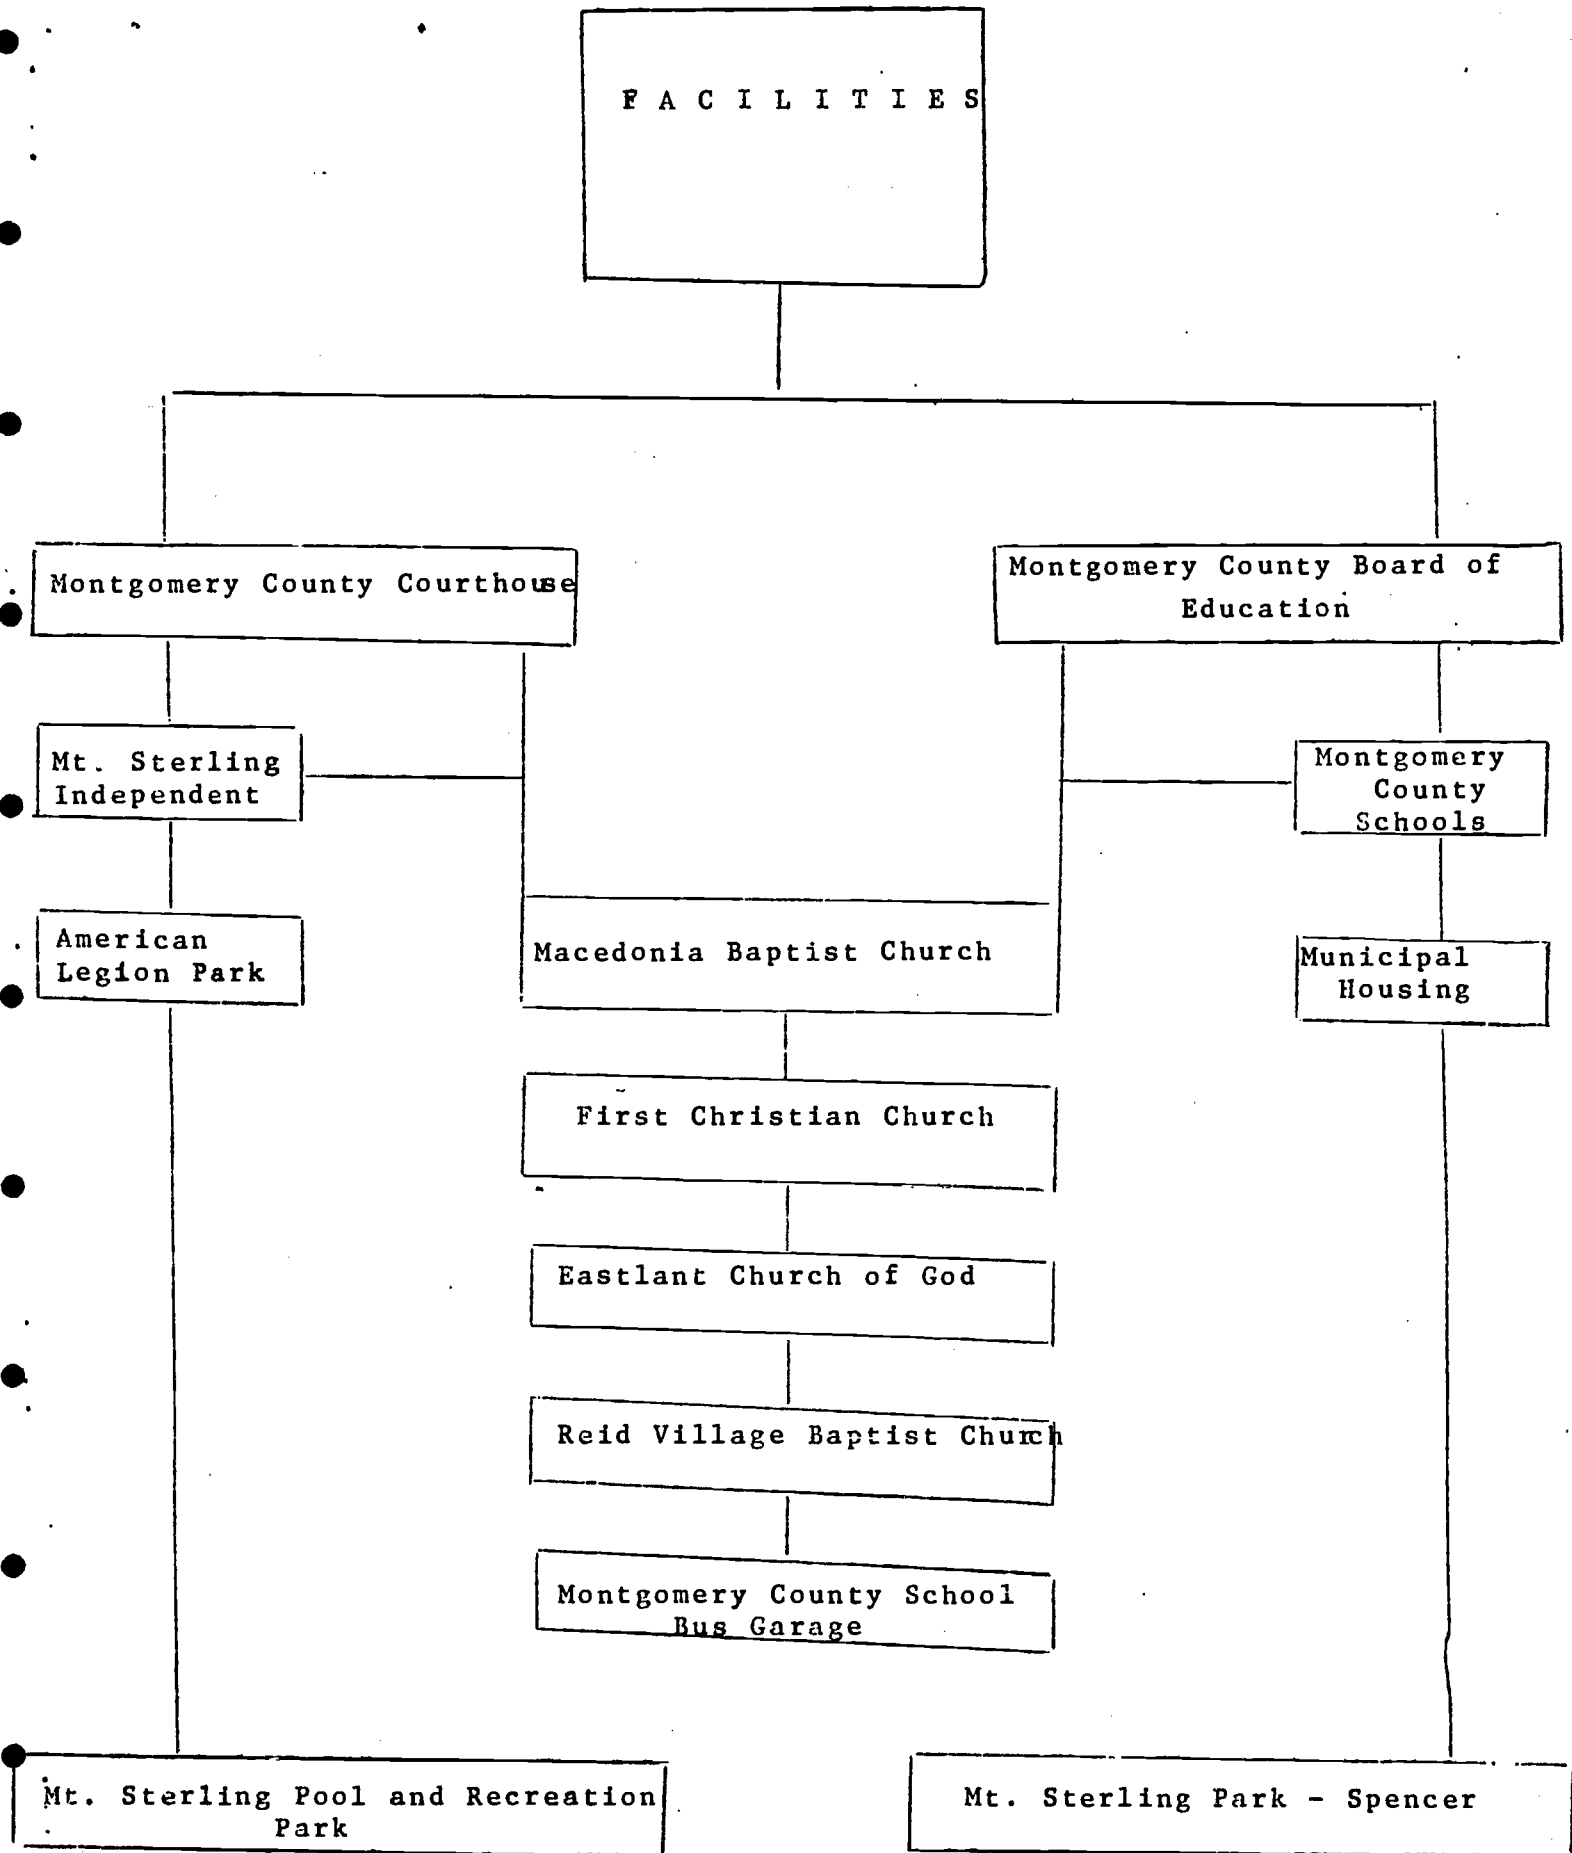 F A C I L I T I E S
Montgomery County Courthouse
Montgomery County Board of
Education
Mt. Sterling
Independent
Montgomery
County
Schools
American
Legion Park
Macedonia Baptist Church
Municipal
Housing
First Christian Church
Eastlant Church of God
Reid Village Baptist Church
Montgomery County School
Bus Garage
Mt. Sterling Pool and Recreation
Park
Mt. Sterling Park - Spencer